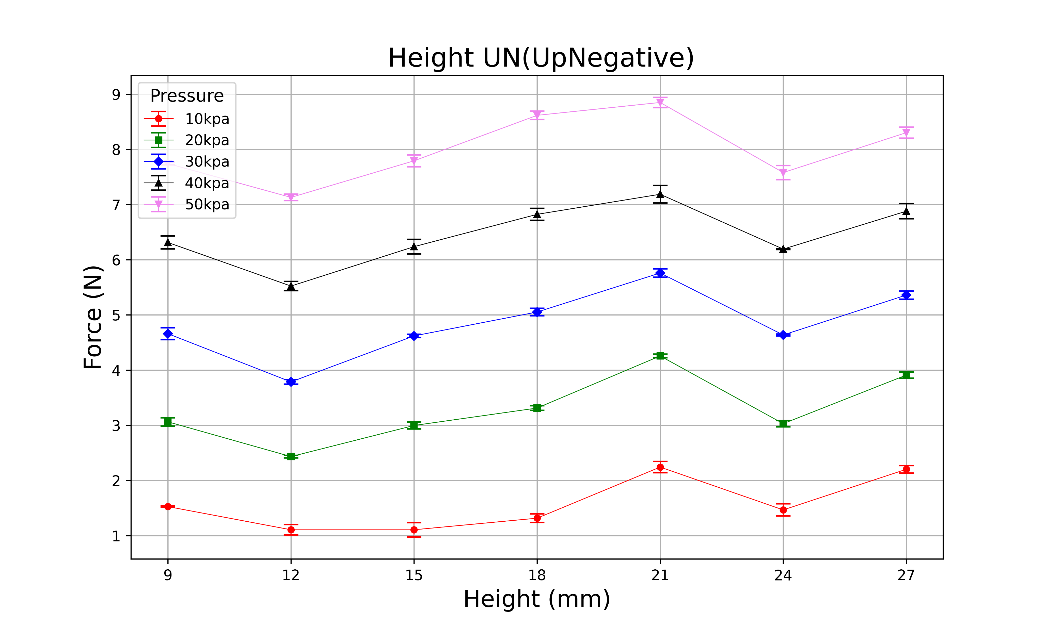 Height UN(UpNegative)
Pressure
10kpa
20kpa
30kpa
40kpa
50kpa
Force (N)
9
8
7
6
5
4
3
2
1
9 12 15 18 21 24 27
Height (mm)